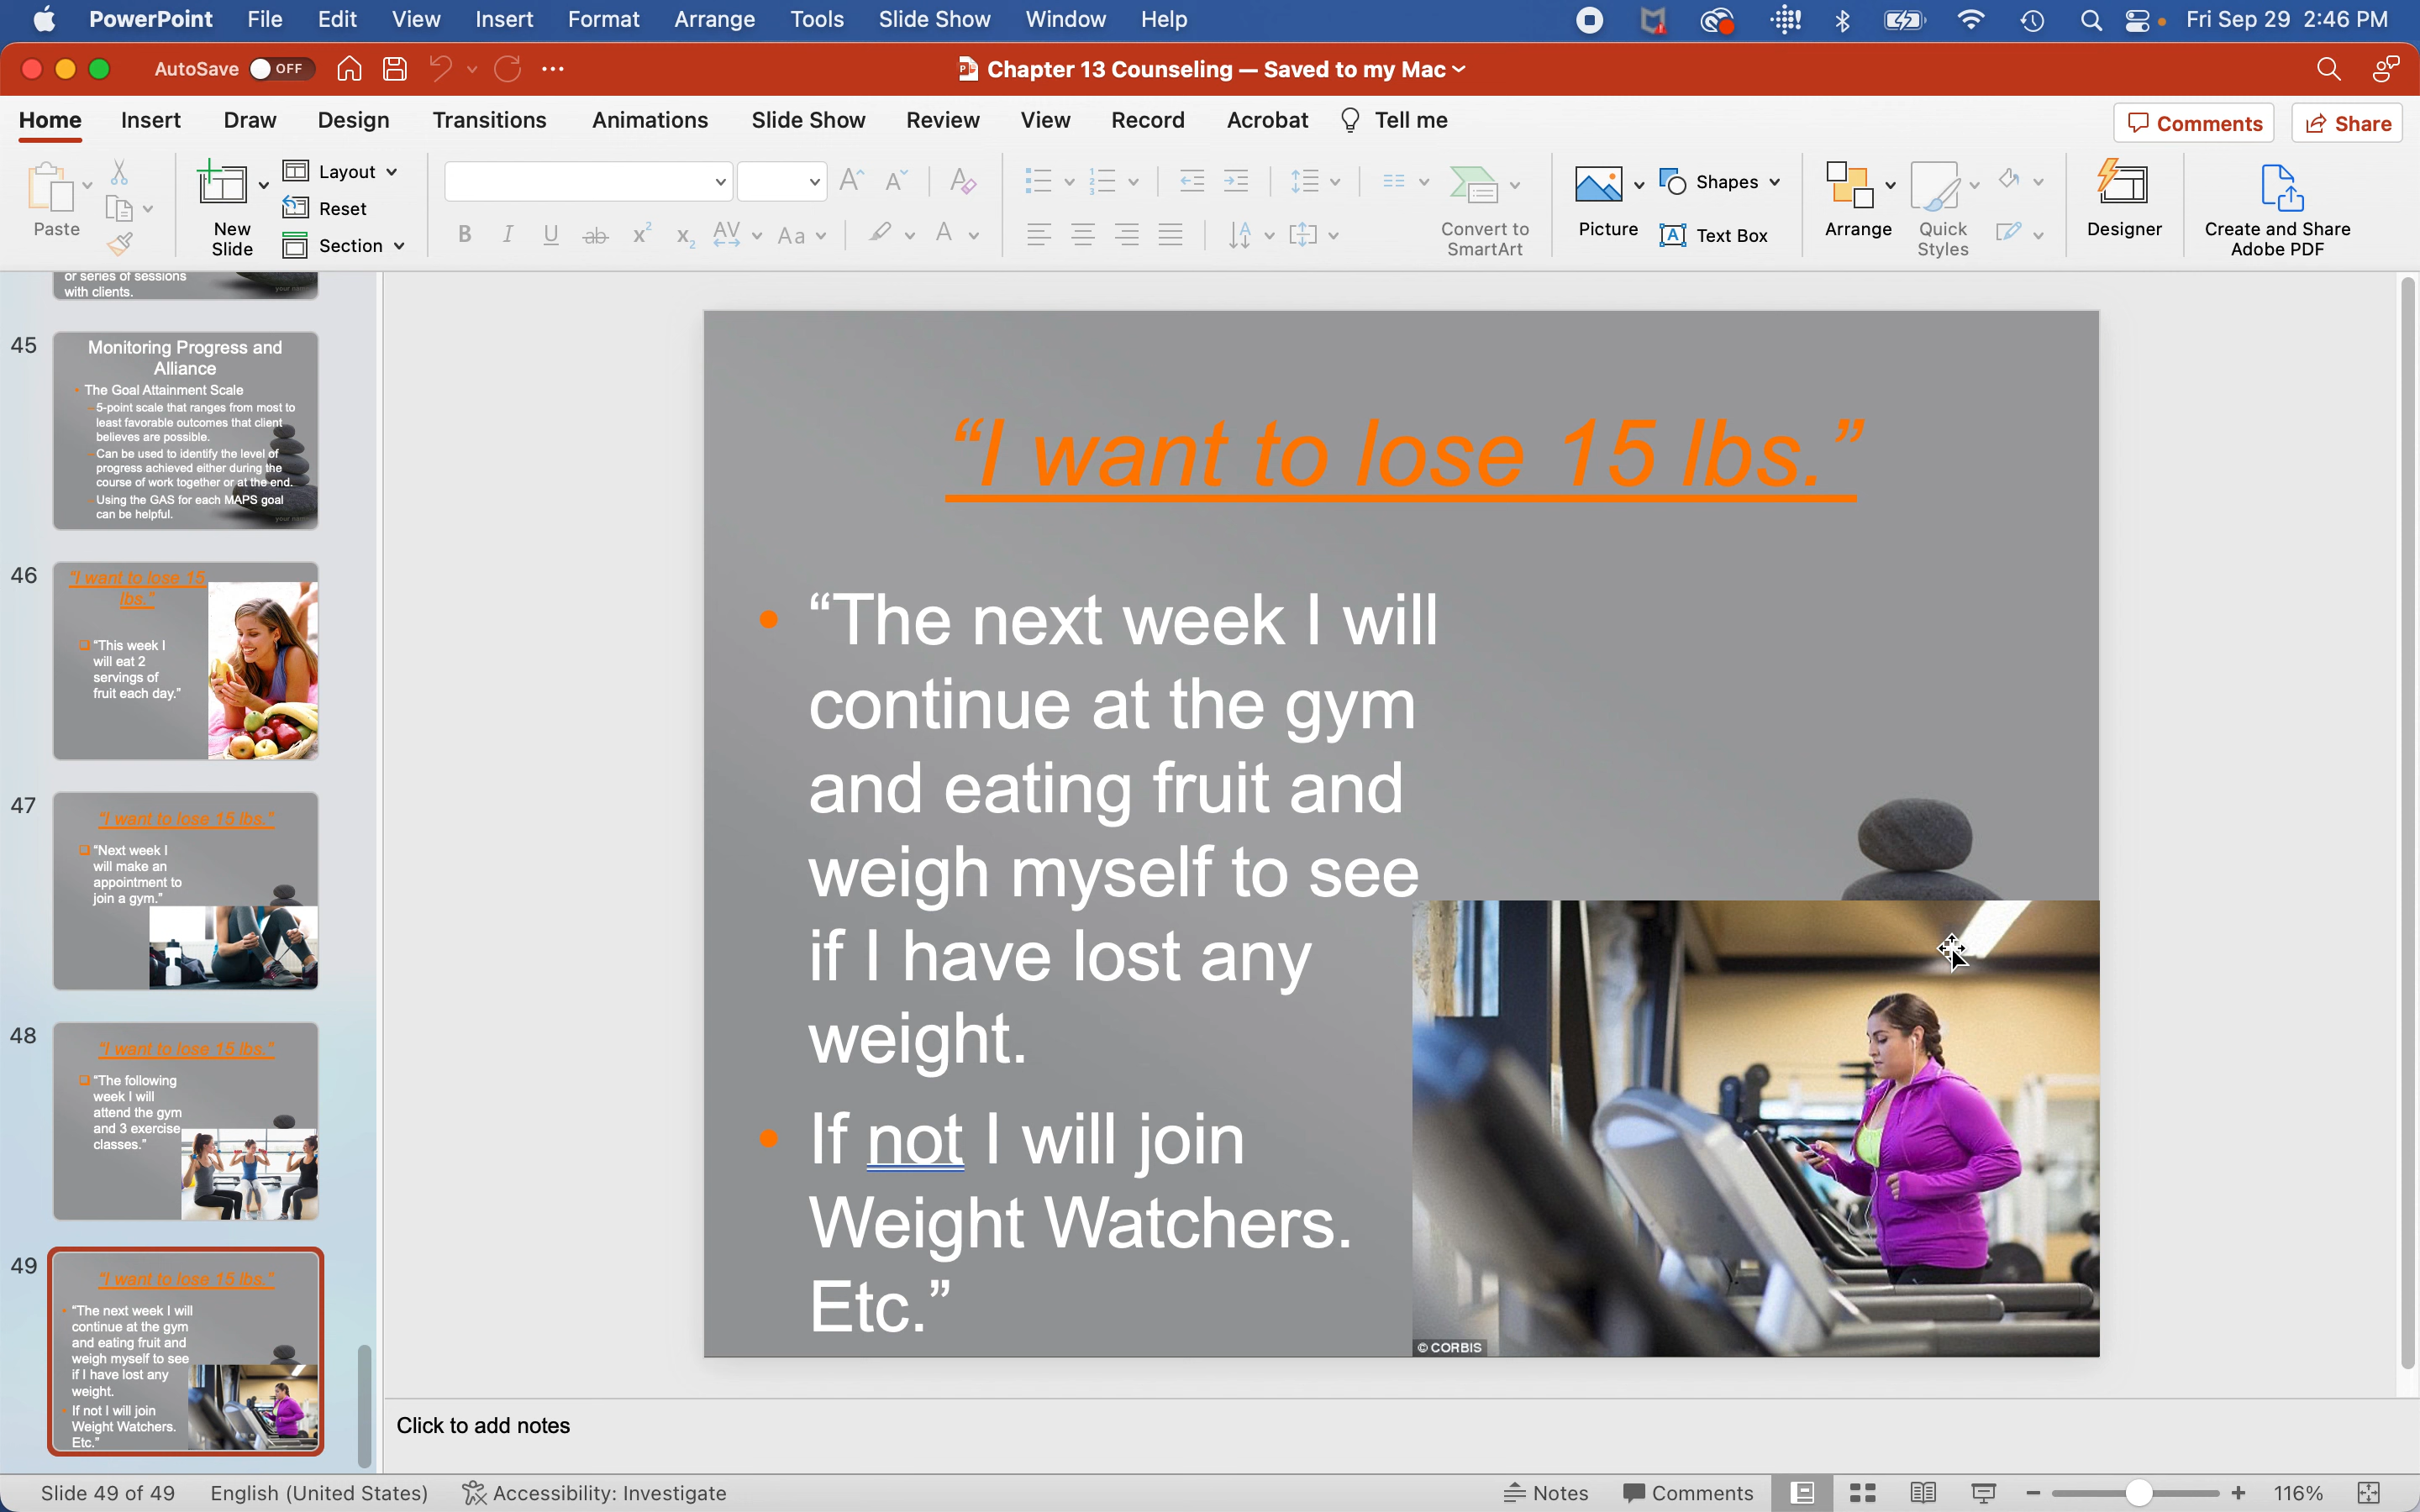 PowerPoint File Edit View Insert Format Arrange Tools Slide Show Window Help Fri Sep 29 2:46 PM
AutoSave OFF Chapter 13 Counseling — Saved to my Mac
Home Insert Draw Design Transitions Animations Slide Show Review View Record Acrobat Tell me Comments Share
Paste
New
Slide
Layout
Reset
Section
B I U ab x² x₂ AV Aa A
Convert to
SmartArt
Picture
Shapes
Text Box
Arrange
Quick
Styles
Designer
Create and Share
Adobe PDF
or series of sessions
with clients.
45
Monitoring Progress and
Alliance
The Goal Attainment Scale
5-point scale that ranges from most to
least favorable outcomes that client
believes are possible.
Can be used to identify the level of
progress achieved either during the
course of work together or at the end.
Using the GAS for each MAPS goal
can be helpful.
46
“I want to lose 15
lbs.”
“This week I
will eat 2
servings of
fruit each day.”
47
“I want to lose 15 lbs.”
“Next week I
will make an
appointment to
join a gym.”
48
“I want to lose 15 lbs.”
“The following
week I will
attend the gym
and 3 exercise
classes.”
49
“I want to lose 15 lbs.”
“The next week I will
continue at the gym
and eating fruit and
weigh myself to see
if I have lost any
weight.
If not I will join
Weight Watchers.
Etc.”
“I want to lose 15 lbs.”
• “The next week I will
continue at the gym
and eating fruit and
weigh myself to see
if I have lost any
weight.
• If not I will join
Weight Watchers.
Etc.”
© CORBIS
Click to add notes
Slide 49 of 49 English (United States) Accessibility: Investigate Notes Comments 116%